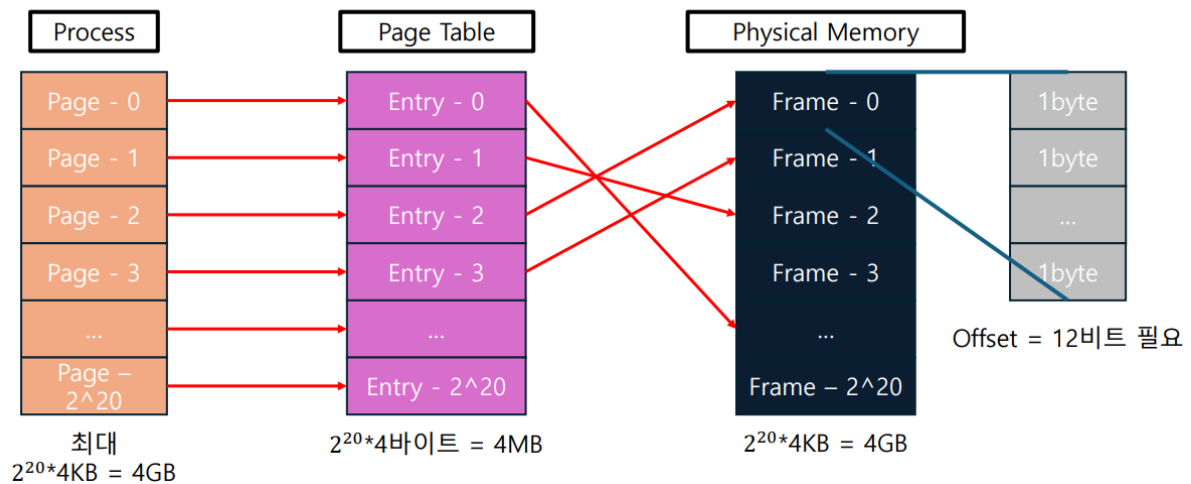 Process
Page - 0
Page - 1
Page - 2
Page - 3
...
Page –
2^20
최대
2²⁰*4KB = 4GB
Page Table
Entry - 0
Entry - 1
Entry - 2
Entry - 3
...
Entry - 2^20
2²⁰*4바이트 = 4MB
Physical Memory
Frame - 0
Frame - 1
Frame - 2
Frame - 3
...
Frame – 2^20
2²⁰*4KB = 4GB
1byte
1byte
...
1byte
Offset = 12비트 필요